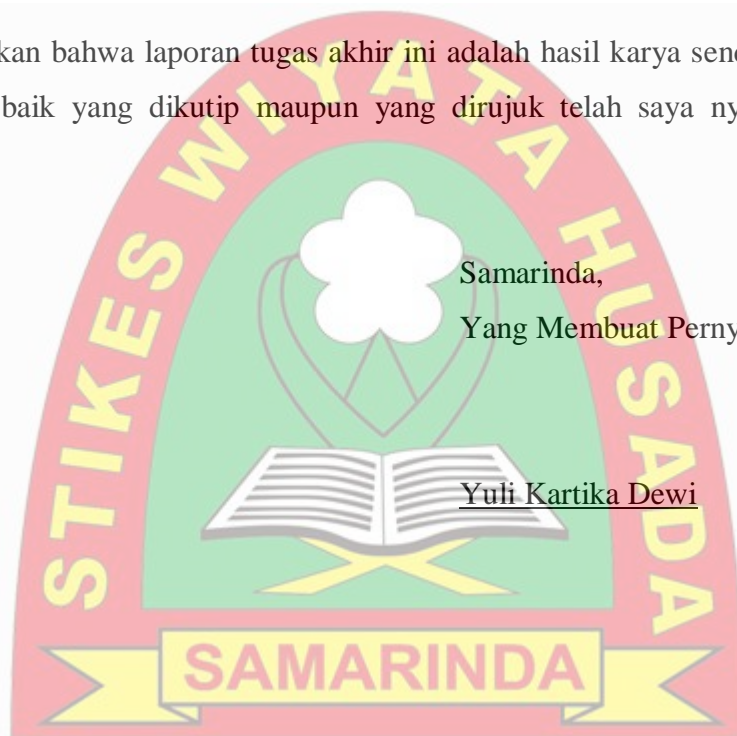 kan bahwa laporan tugas akhir ini adalah hasil karya send
baik yang dikutip maupun yang dirujuk telah saya ny
Samarinda,
Yang Membuat Perny
Yuli Kartika Dewi
STIKES WIYATA HUSADA
SAMARINDA